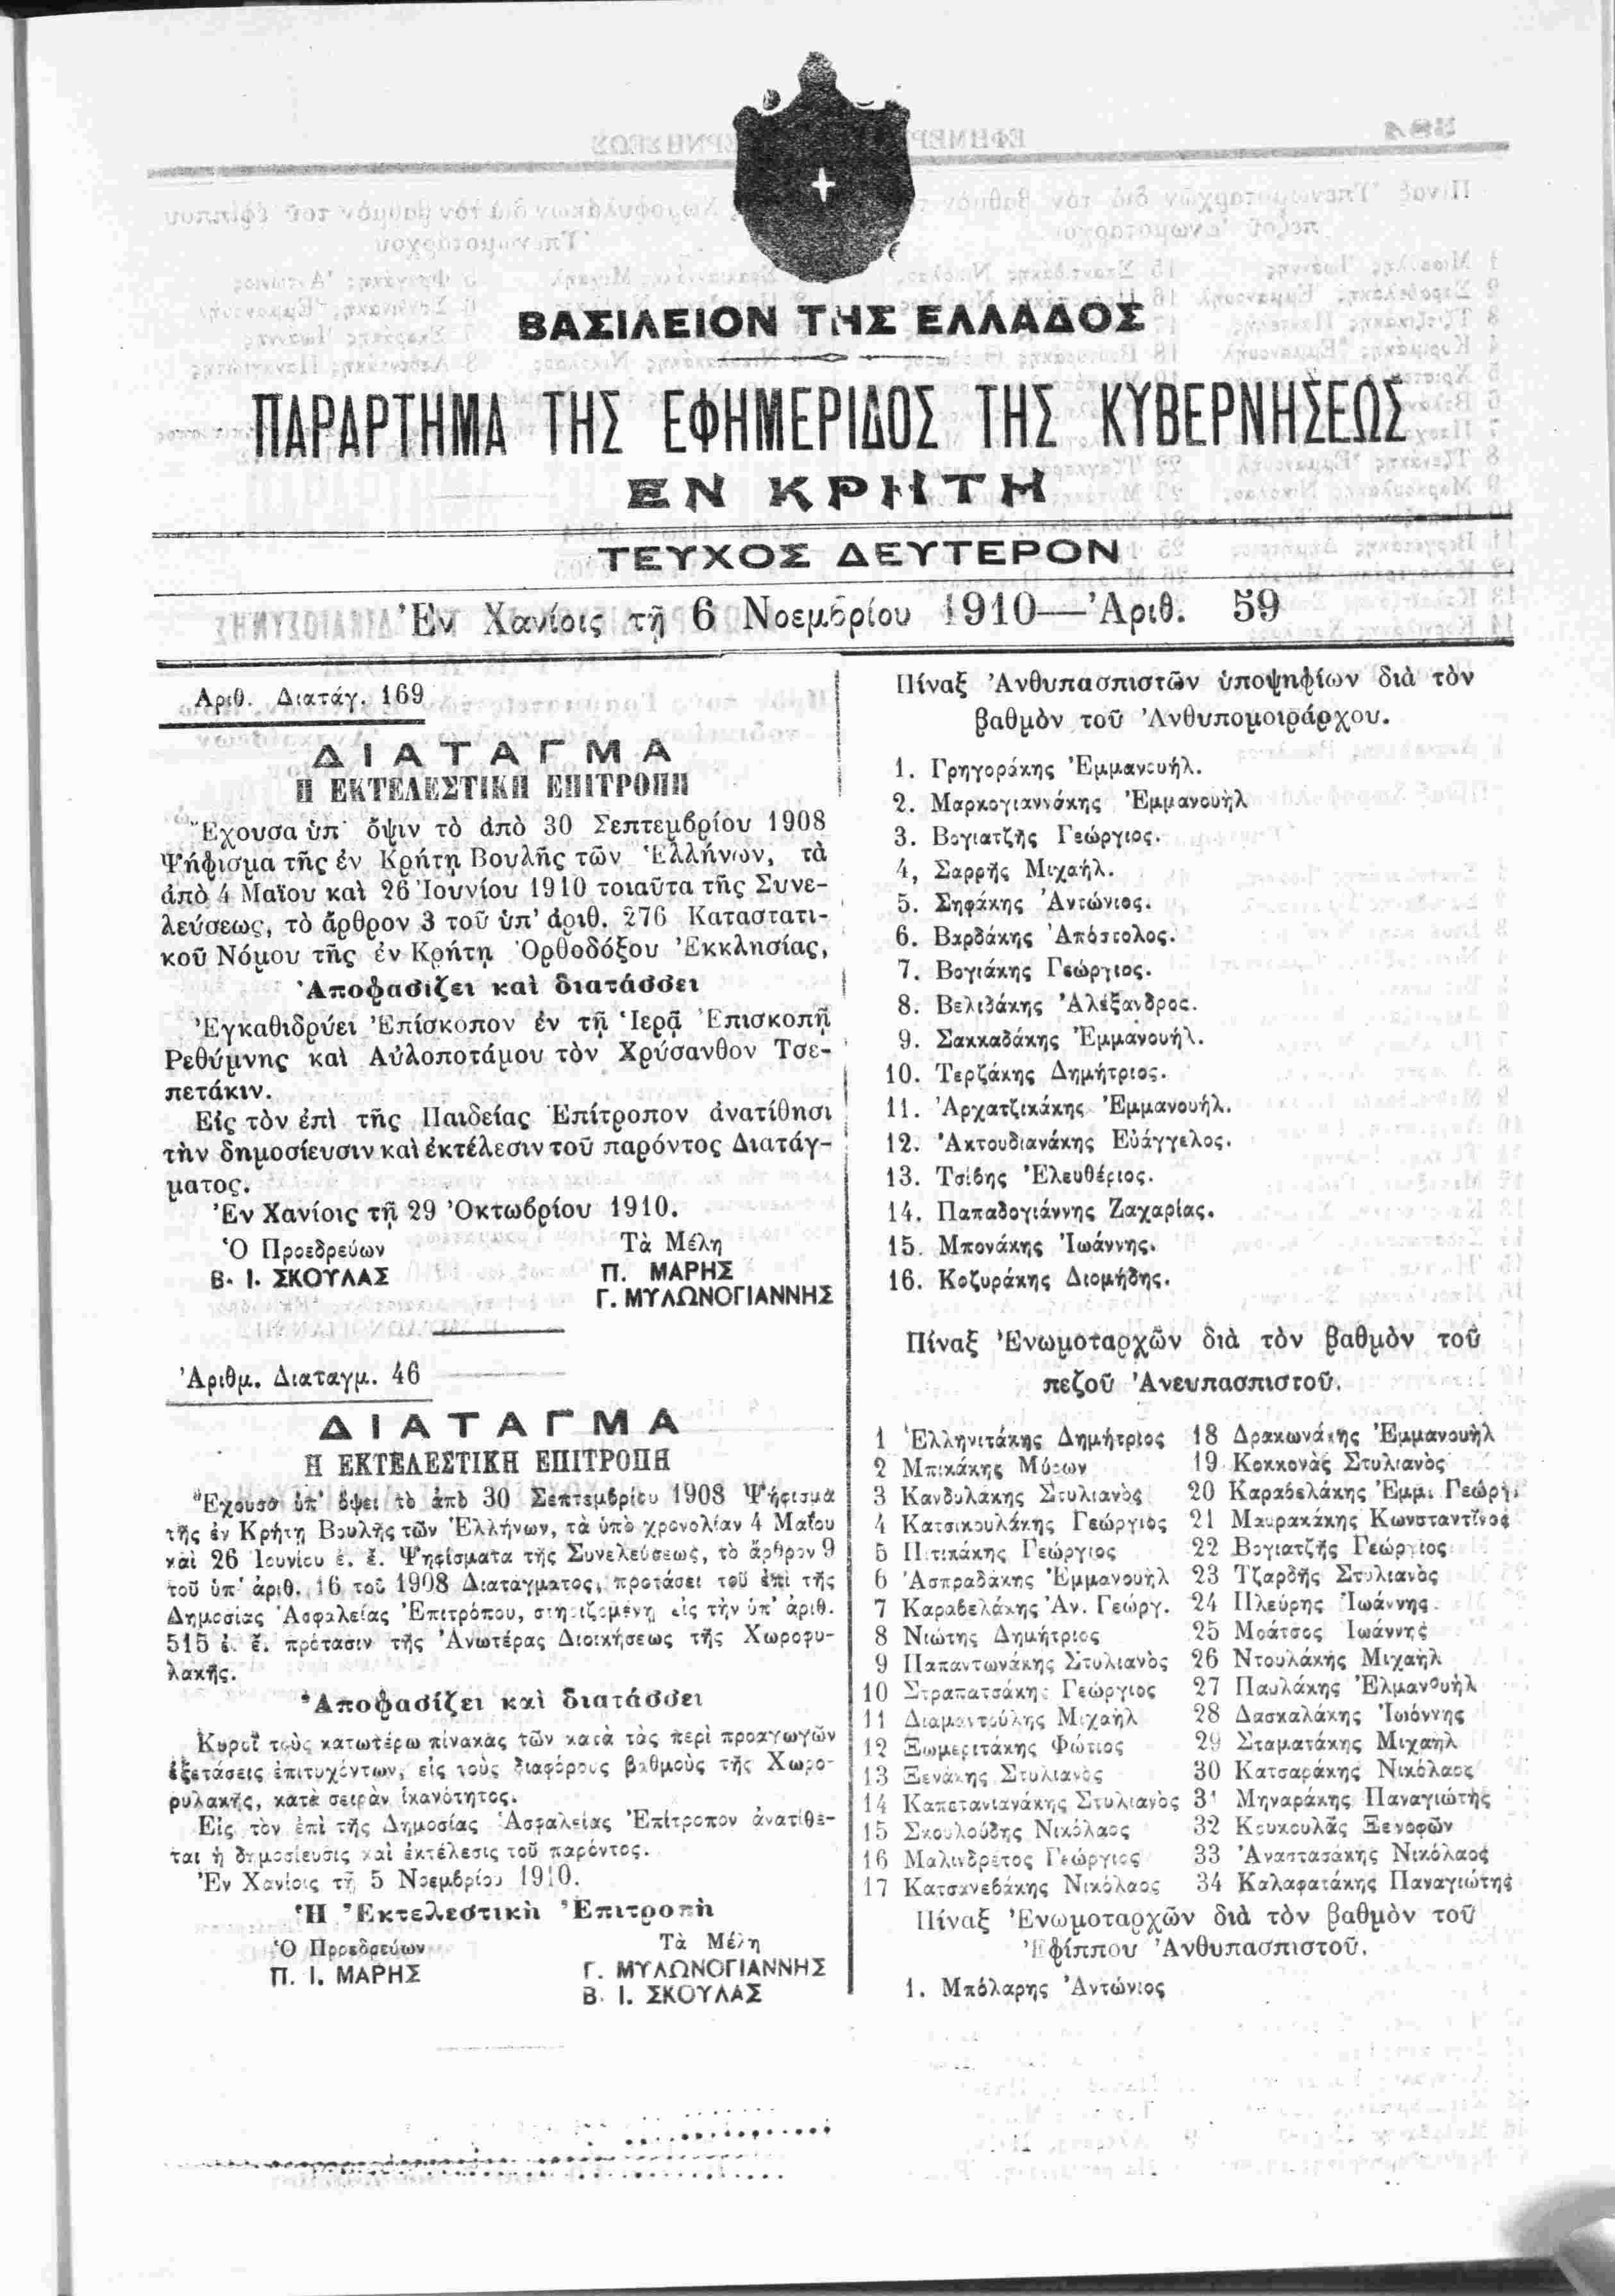 ΒΑΣΙΛΕΙΟΝ ΤΗΣ ΕΛΛΑΔΟΣ
ΠΑΡΑΡΤΗΜΑ ΤΗΣ ΕΦΗΜΕΡΙΔΟΣ ΤΗΣ ΚΥΒΕΡΝΗΣΕΩΣ
ΕΝ ΚΡΗΤΗ
ΤΕΥΧΟΣ ΔΕΥΤΕΡΟΝ
Ἐν Χανίοις τῇ 6 Νοεμβρίου 1910—Ἀριθ. 59
Αριθ. Διατάγ. 169
ΔΙΑΤΑΓΜΑ
Η ΕΚΤΕΛΕΣΤΙΚΗ ΕΠΙΤΡΟΠΗ
Ἔχουσα ὑπ' ὄψιν τὸ ἀπὸ 30 Σεπτεμβρίου 1908
Ψήφισμα τῆς ἐν Κρήτῃ Βουλῆς τῶν Ἑλλήνων, τὰ
ἀπὸ 4 Μαΐου καὶ 26 Ἰουνίου 1910 τοιαῦτα τῆς Συνε-
λεύσεως, τὸ ἄρθρον 3 τοῦ ὑπ' ἀριθ. 276 Καταστατι-
κοῦ Νόμου τῆς ἐν Κρήτῃ Ὀρθοδόξου Ἐκκλησίας,
Ἀποφασίζει καὶ διατάσσει
Ἐγκαθιδρύει Ἐπίσκοπον ἐν τῇ Ἱερᾷ Ἐπισκοπῇ
Ρεθύμνης καὶ Αὐλοποτάμου τὸν Χρύσανθον Τσε-
πετάκιν.
Εἰς τὸν ἐπὶ τῆς Παιδείας Ἐπίτροπον ἀνατίθησι
τὴν δημοσίευσιν καὶ ἐκτέλεσιν τοῦ παρόντος Διατάγ-
ματος.
Ἐν Χανίοις τῇ 29 Ὀκτωβρίου 1910.
Ὁ Προεδρεύων Τὰ Μέλη
Β. Ι. ΣΚΟΥΛΑΣ Π. ΜΑΡΗΣ
Γ. ΜΥΛΩΝΟΓΙΑΝΝΗΣ
Ἀριθμ. Διαταγμ. 46
ΔΙΑΤΑΓΜΑ
Η ΕΚΤΕΛΕΣΤΙΚΗ ΕΠΙΤΡΟΠΗ
Ἔχουσα ὑπ' ὄψει τὸ ἀπὸ 30 Σεπτεμβρίου 1908 Ψήφισμα
τῆς ἐν Κρήτῃ Βουλῆς τῶν Ἑλλήνων, τὰ ὑπὸ χρονολίαν 4 Μαΐου
καὶ 26 Ιουνίου ἐ. ἔ. Ψηφίσματα τῆς Συνελεύσεως, τὸ ἄρθρον 9
τοῦ ὑπ' ἀριθ. 16 τοῦ 1908 Διατάγματος, προτάσει τοῦ ἐπὶ τῆς
Δημοσίας Ἀσφαλείας Ἐπιτρόπου, στηριζομένη εἰς τὴν ὑπ' ἀριθ.
515 ἐ. ἔ. πρότασιν τῆς Ἀνωτέρας Διοικήσεως τῆς Χωροφυ-
λακῆς.
Ἀποφασίζει καὶ διατάσσει
Κυροῖ τοὺς κατωτέρω πίνακας τῶν κατὰ τὰς περὶ προαγωγῶν
ἐξετάσεις ἐπιτυχόντων, εἰς τοὺς διαφόρους βαθμοὺς τῆς Χωρο-
φυλακῆς, κατὰ σειρὰν ἱκανότητος.
Εἰς τὸν ἐπὶ τῆς Δημοσίας Ἀσφαλείας Ἐπίτροπον ἀνατίθε-
ται ἡ δημοσίευσις καὶ ἐκτέλεσις τοῦ παρόντος.
Ἐν Χανίοις τῇ 5 Νοεμβρίου 1910.
Ἡ Ἐκτελεστικὴ Ἐπιτροπὴ
Ὁ Προεδρεύων Τὰ Μέλη
Π. Ι. ΜΑΡΗΣ Γ. ΜΥΛΩΝΟΓΙΑΝΝΗΣ
Β. Ι. ΣΚΟΥΛΑΣ
Πίναξ Ἀνθυπασπιστῶν ὑποψηφίων διὰ τὸν
βαθμὸν τοῦ Ἀνθυπομοιράρχου.
1. Γρηγοράκης Ἐμμανουήλ.
2. Μαρκογιαννάκης Ἐμμανουὴλ
3. Βογιατζῆς Γεώργιος.
4, Σαρρῆς Μιχαήλ.
5. Σηφάκης Ἀντώνιος.
6. Βαρδάκης Ἀπόστολος.
7. Βογιάκης Γεώργιος.
8. Βελιδάκης Ἀλέξανδρος.
9. Σακκαδάκης Ἐμμανουήλ.
10. Τερζάκης Δημήτριος.
11. Ἀρχατζικάκης Ἐμμανουήλ.
12. Ἀκτουδιανάκης Εὐάγγελος.
13. Τσίβης Ἐλευθέριος.
14. Παπαδογιάννης Ζαχαρίας.
15. Μπονάκης Ἰωάννης.
16. Κοζυράκης Διομήδης.
Πίναξ Ἐνωμοταρχῶν διὰ τὸν βαθμὸν τοῦ
πεζοῦ Ἀνευπασπιστοῦ.
1 Ἑλληνιτάκης Δημήτριος
2 Μπικάκης Μύρων
3 Κανδυλάκης Στυλιανὸς
4 Κατσικουλάκης Γεώργιος
5 Πιτικάκης Γεώργιος
6 Ἀσπραδάκης Ἐμμανουὴλ
7 Καραβελάκης Ἀν. Γεώργ.
8 Νιώτης Δημήτριος
9 Παπαντωνάκης Στυλιανὸς
10 Στραπατσάκης Γεώργιος
11 Διαμαντούλης Μιχαὴλ
12 Ξωμεριτάκης Φώτιος
13 Ξενάκης Στυλιανὸς
14 Καπετανιανάκης Στυλιανὸς
15 Σκουλούδης Νικόλαος
16 Μαλινδρέτος Γεώργιος
17 Κατσανεβάκης Νικόλαος
18 Δρακωνάκης Ἐμμανουὴλ
19 Κοκκονᾶς Στυλιανὸς
20 Καραβελάκης Ἐμμ. Γεώργ.
21 Μαυρακάκης Κωνσταντῖνος
22 Βογιατζῆς Γεώργιος
23 Τζαρδῆς Στυλιανὸς
24 Πλεύρης Ἰωάννης
25 Μοάτσος Ἰωάννης
26 Ντουλάκης Μιχαὴλ
27 Παυλάκης Ἐλμανουὴλ
28 Δασκαλάκης Ἰωόννης
29 Σταματάκης Μιχαὴλ
30 Κατσαράκης Νικόλαος
31 Μηναράκης Παναγιώτης
32 Κουκουλᾶς Ξενοφῶν
33 Ἀναστασάκης Νικόλαος
34 Καλαφατάκης Παναγιώτης
Πίναξ Ἐνωμοταρχῶν διὰ τὸν βαθμὸν τοῦ
Ἐφίππου Ἀνθυπασπιστοῦ.
1. Μπόλαρης Ἀντώνιος